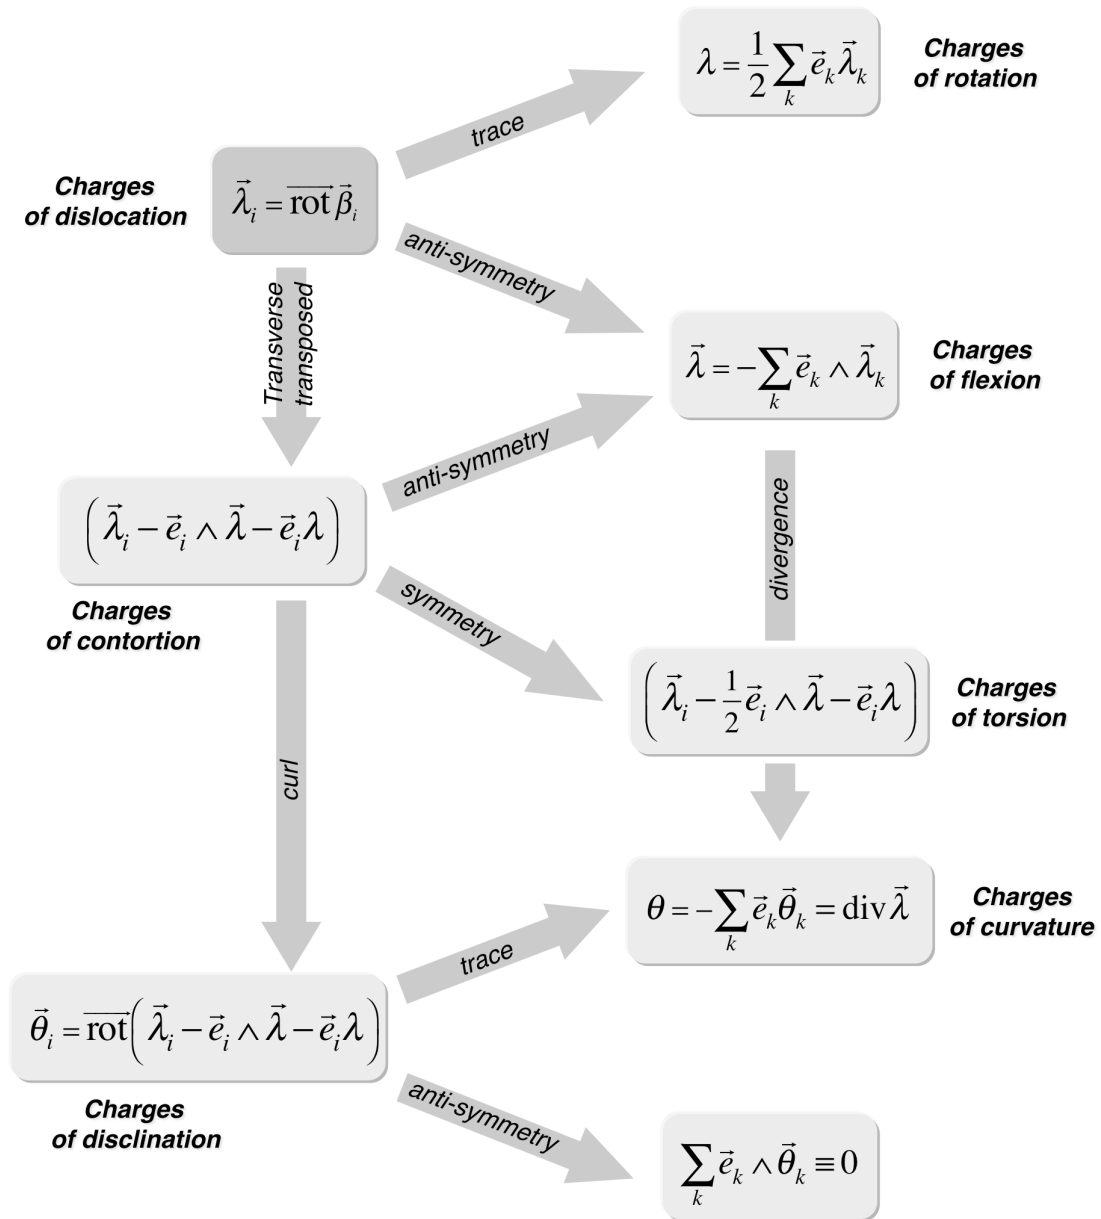 λ = 1/2 ∑_k e⃗_k λ⃗_k
Charges
of rotation
trace
Charges
of dislocation
λ⃗_i = rot⃗ β⃗_i
anti-symmetry
Transverse
transposed
λ⃗ = −∑_k e⃗_k ∧ λ⃗_k
Charges
of flexion
anti-symmetry
(λ⃗_i − e⃗_i ∧ λ⃗ − e⃗_i λ)
Charges
of contortion
divergence
symmetry
(λ⃗_i − 1/2 e⃗_i ∧ λ⃗ − e⃗_i λ)
Charges
of torsion
curl
θ = −∑_k e⃗_k θ⃗_k = div λ⃗
Charges
of curvature
trace
θ⃗_i = rot⃗(λ⃗_i − e⃗_i ∧ λ⃗ − e⃗_i λ)
Charges
of disclination
anti-symmetry
∑_k e⃗_k ∧ θ⃗_k ≡ 0